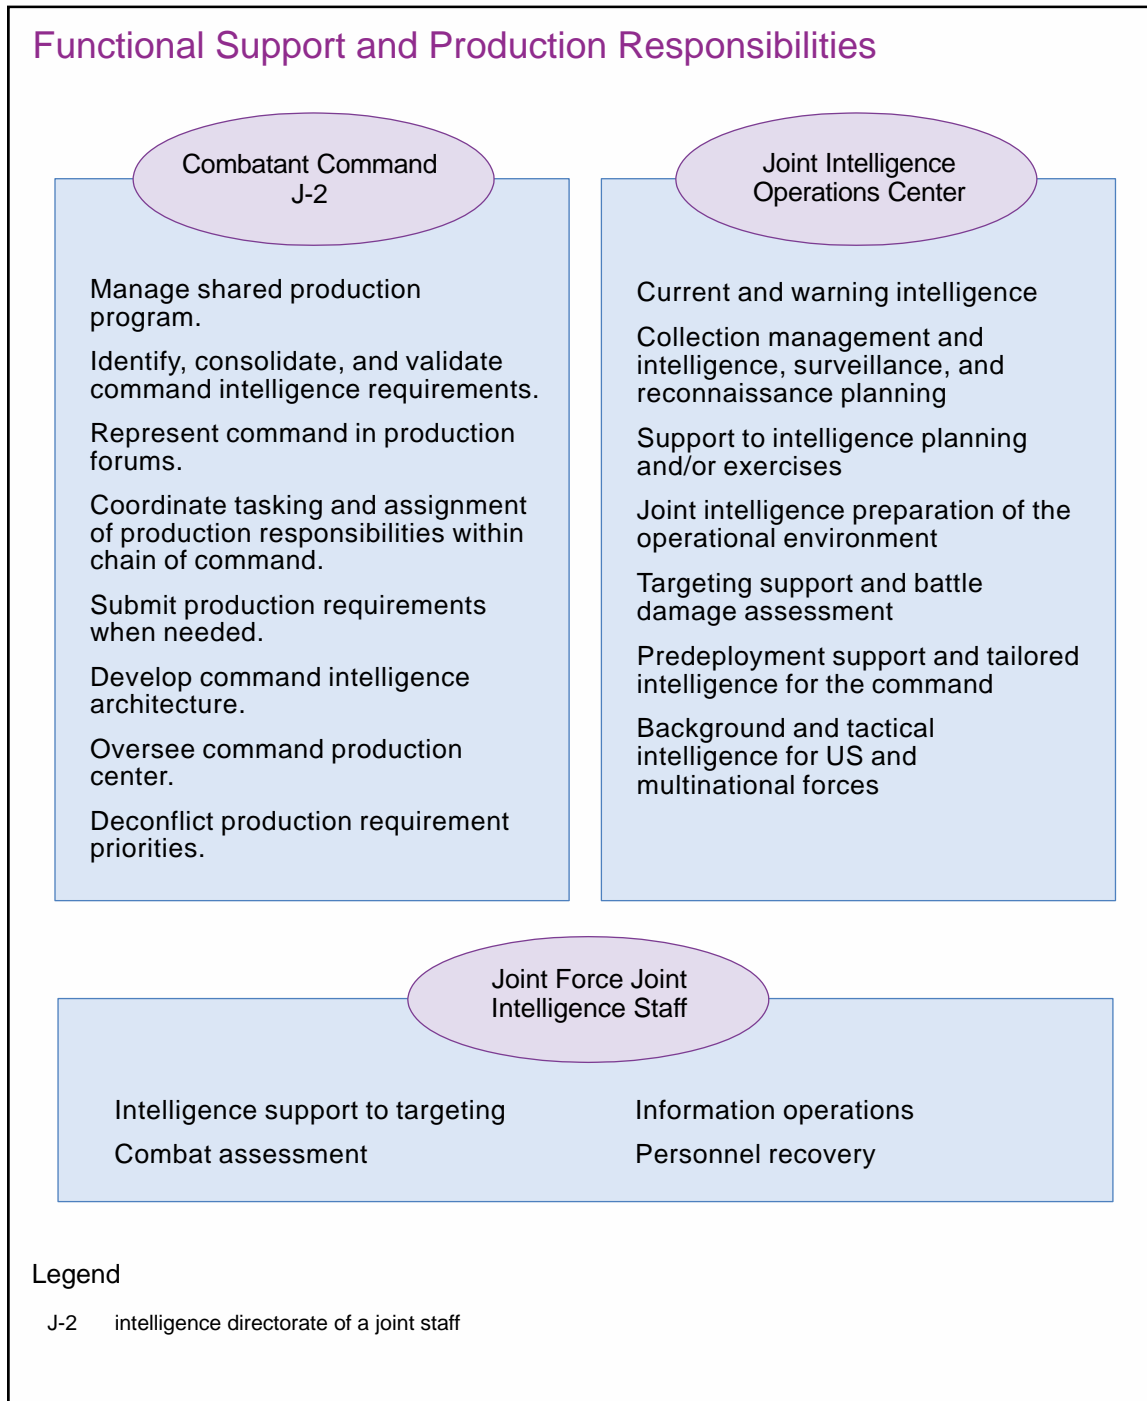 Functional Support and Production Responsibilities
Combatant Command
J-2
Manage shared production
program.
Identify, consolidate, and validate
command intelligence requirements.
Represent command in production
forums.
Coordinate tasking and assignment
of production responsibilities within
chain of command.
Submit production requirements
when needed.
Develop command intelligence
architecture.
Oversee command production
center.
Deconflict production requirement
priorities.
Joint Intelligence
Operations Center
Current and warning intelligence
Collection management and
intelligence, surveillance, and
reconnaissance planning
Support to intelligence planning
and/or exercises
Joint intelligence preparation of the
operational environment
Targeting support and battle
damage assessment
Predeployment support and tailored
intelligence for the command
Background and tactical
intelligence for US and
multinational forces
Joint Force Joint
Intelligence Staff
Intelligence support to targeting
Combat assessment
Information operations
Personnel recovery
Legend
J-2 intelligence directorate of a joint staff